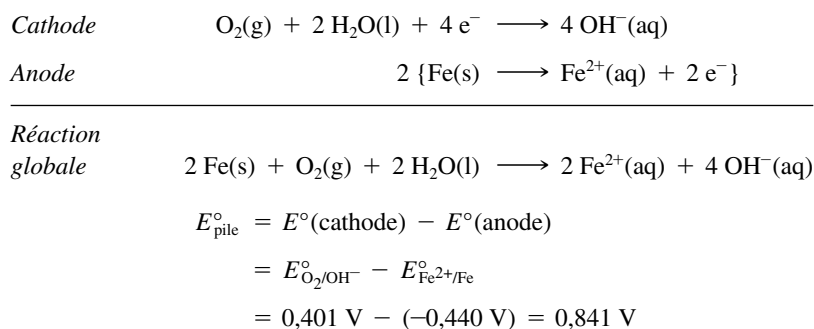 Cathode O₂(g) + 2 H₂O(l) + 4 e⁻ ⟶ 4 OH⁻(aq)
Anode 2 {Fe(s) ⟶ Fe²⁺(aq) + 2 e⁻}
Réaction
globale 2 Fe(s) + O₂(g) + 2 H₂O(l) ⟶ 2 Fe²⁺(aq) + 4 OH⁻(aq)
E°pile = E°(cathode) − E°(anode)
= E°O₂/OH⁻ − E°Fe²⁺/Fe
= 0,401 V − (−0,440 V) = 0,841 V